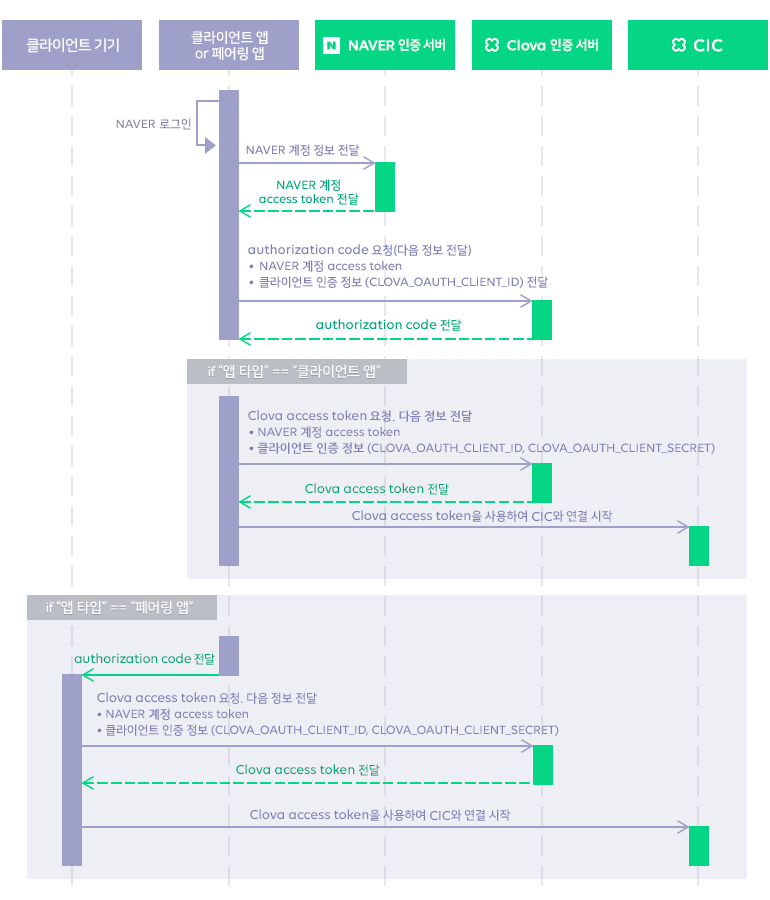 클라이언트 기기
클라이언트 앱
or 페어링 앱
N NAVER 인증 서버
Clova 인증 서버
CIC
NAVER 로그인
NAVER 계정 정보 전달
NAVER 계정
access token 전달
authorization code 요청(다음 정보 전달)
• NAVER 계정 access token
• 클라이언트 인증 정보 (CLOVA_OAUTH_CLIENT_ID) 전달
authorization code 전달
if “앱 타입” == “클라이언트 앱”
Clova access token 요청. 다음 정보 전달
• NAVER 계정 access token
• 클라이언트 인증 정보 (CLOVA_OAUTH_CLIENT_ID, CLOVA_OAUTH_CLIENT_SECRET)
Clova access token 전달
Clova access token을 사용하여 CIC와 연결 시작
if “앱 타입” == “페어링 앱”
authorization code 전달
Clova access token 요청. 다음 정보 전달
• NAVER 계정 access token
• 클라이언트 인증 정보 (CLOVA_OAUTH_CLIENT_ID, CLOVA_OAUTH_CLIENT_SECRET)
Clova access token 전달
Clova access token을 사용하여 CIC와 연결 시작